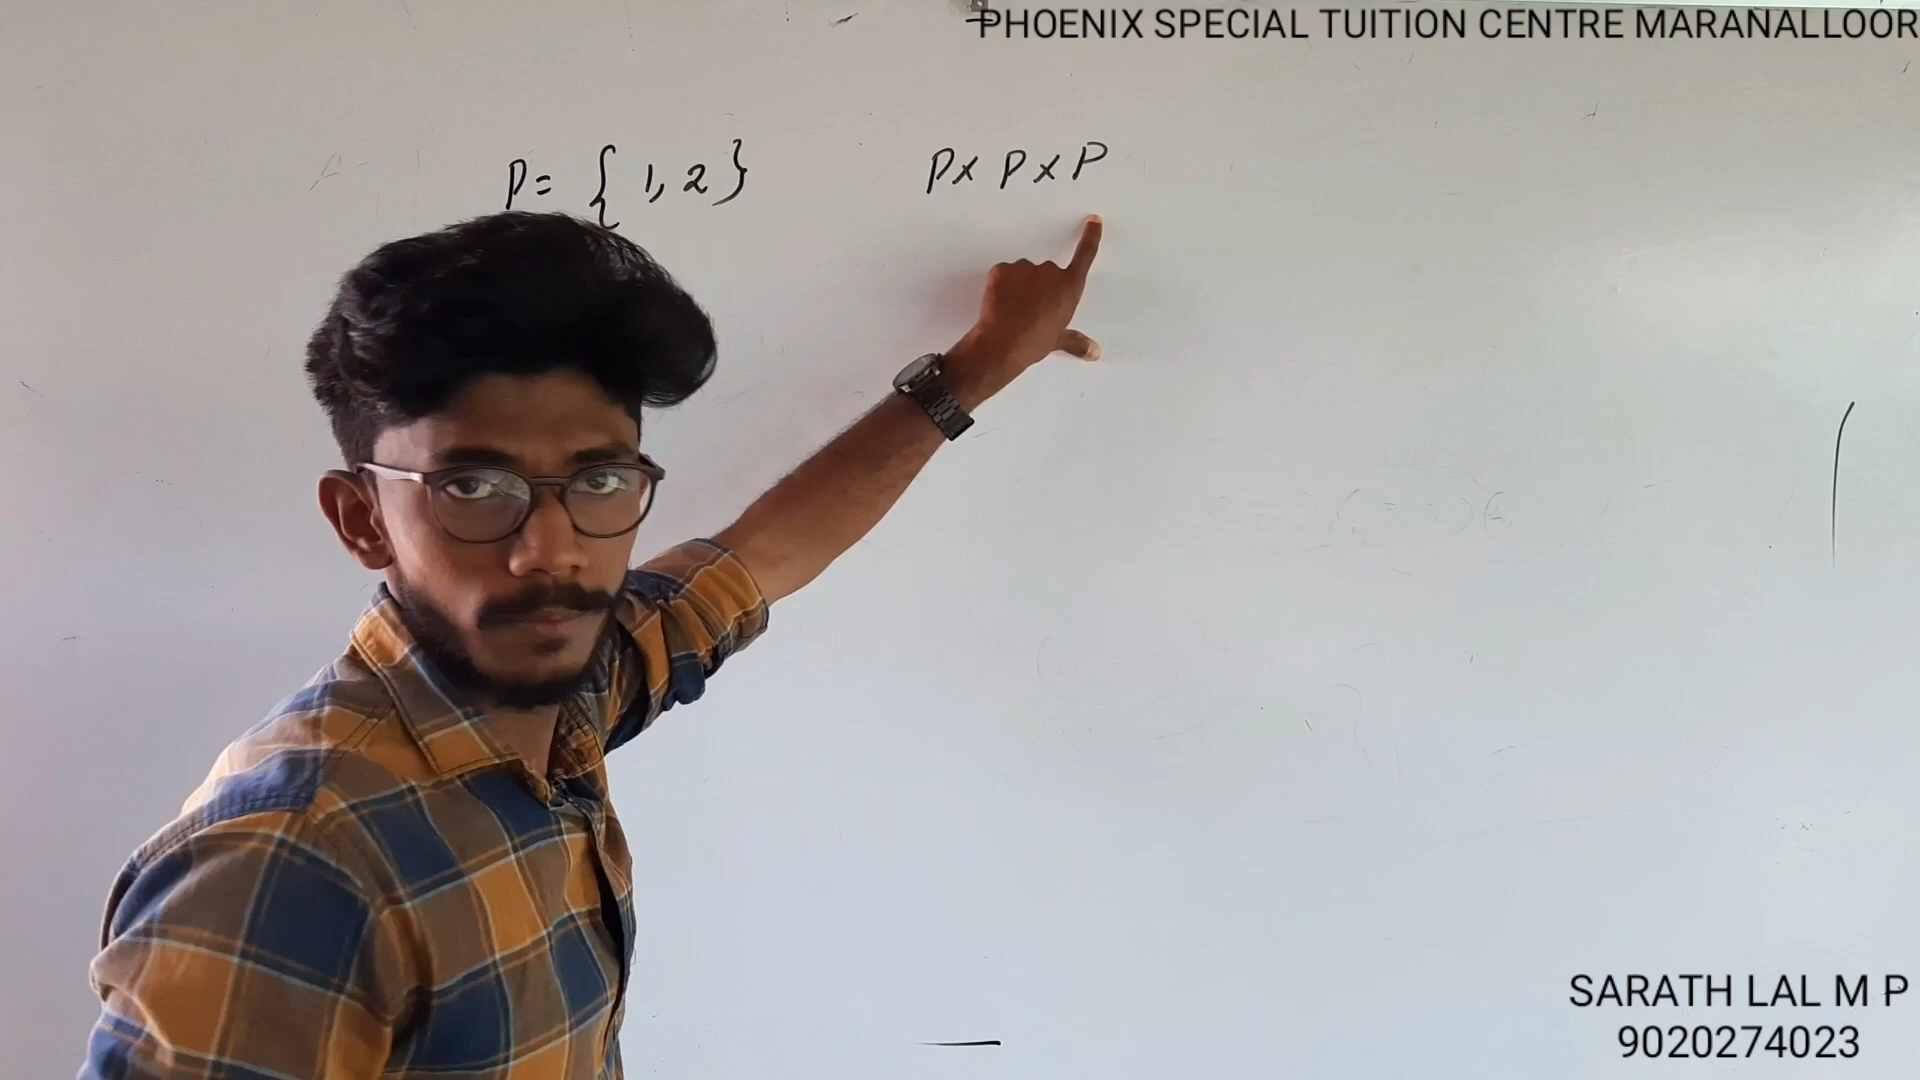 PHOENIX SPECIAL TUITION CENTRE MARANALLOOR
P = { 1, 2 } P x P x P
SARATH LAL M P
9020274023